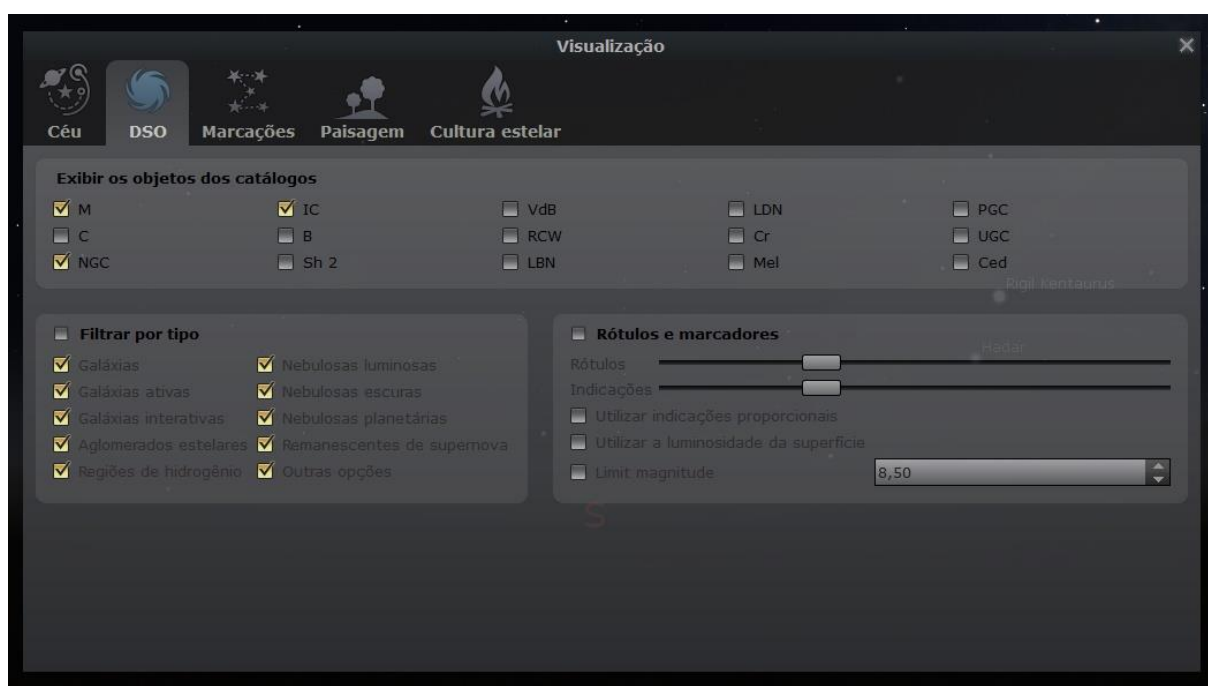 Visualização
Céu DSO Marcações Paisagem Cultura estelar
Exibir os objetos dos catálogos
M IC VdB LDN PGC
C B RCW Cr UGC
NGC Sh 2 LBN Mel Ced
Rigil Kentaurus
Filtrar por tipo
Galáxias Nebulosas luminosas
Galáxias ativas Nebulosas escuras
Galáxias interativas Nebulosas planetárias
Aglomerados estelares Remanescentes de supernova
Regiões de hidrogênio Outras opções
Rótulos e marcadores
Hadar
Rótulos
Indicações
Utilizar indicações proporcionais
Utilizar a luminosidade da superfície
Limit magnitude 8,50
S